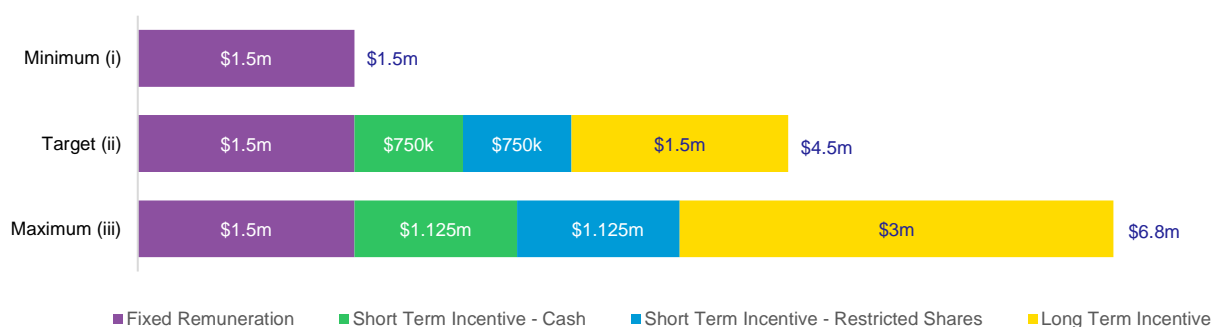 Minimum (i) $1.5m $1.5m
Target (ii) $1.5m $750k $750k $1.5m $4.5m
Maximum (iii) $1.5m $1.125m $1.125m $3m $6.8m
Fixed Remuneration Short Term Incentive - Cash Short Term Incentive - Restricted Shares Long Term Incentive